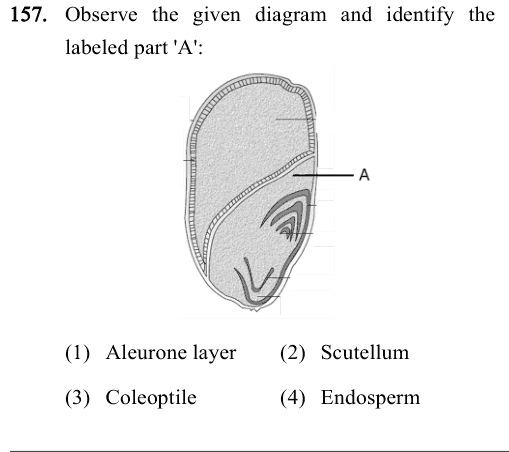 157. Observe the given diagram and identify the
labeled part 'A':
A
(1) Aleurone layer (2) Scutellum
(3) Coleoptile (4) Endosperm